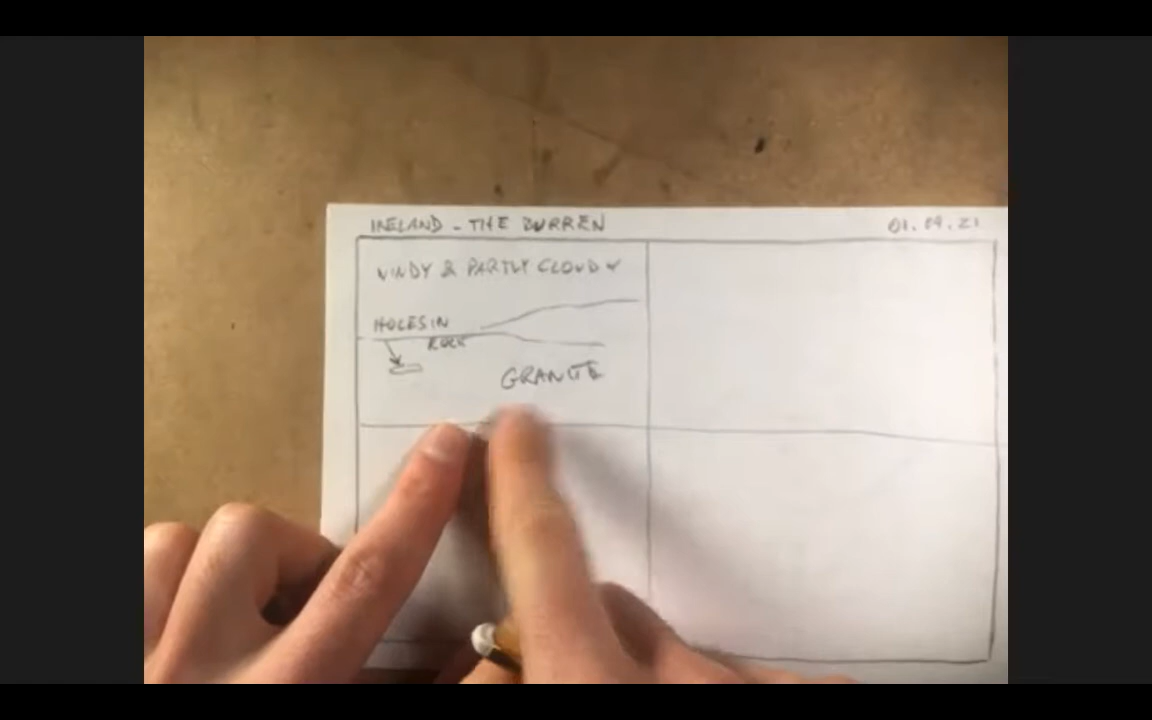 IRELAND - THE BURREN
01.09.21
WINDY & PARTLY CLOUDY
HOLES IN
ROCK
GRANITE